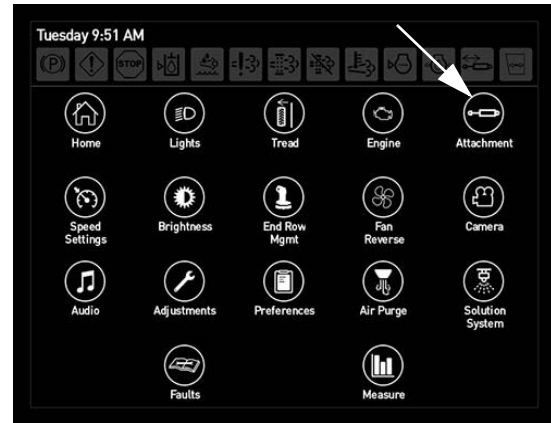 Tuesday 9:51 AM
(P) STOP
Home Lights Tread Engine Attachment
Speed Settings Brightness End Row Mgmt Fan Reverse Camera
Audio Adjustments Preferences Air Purge Solution System
Faults Measure